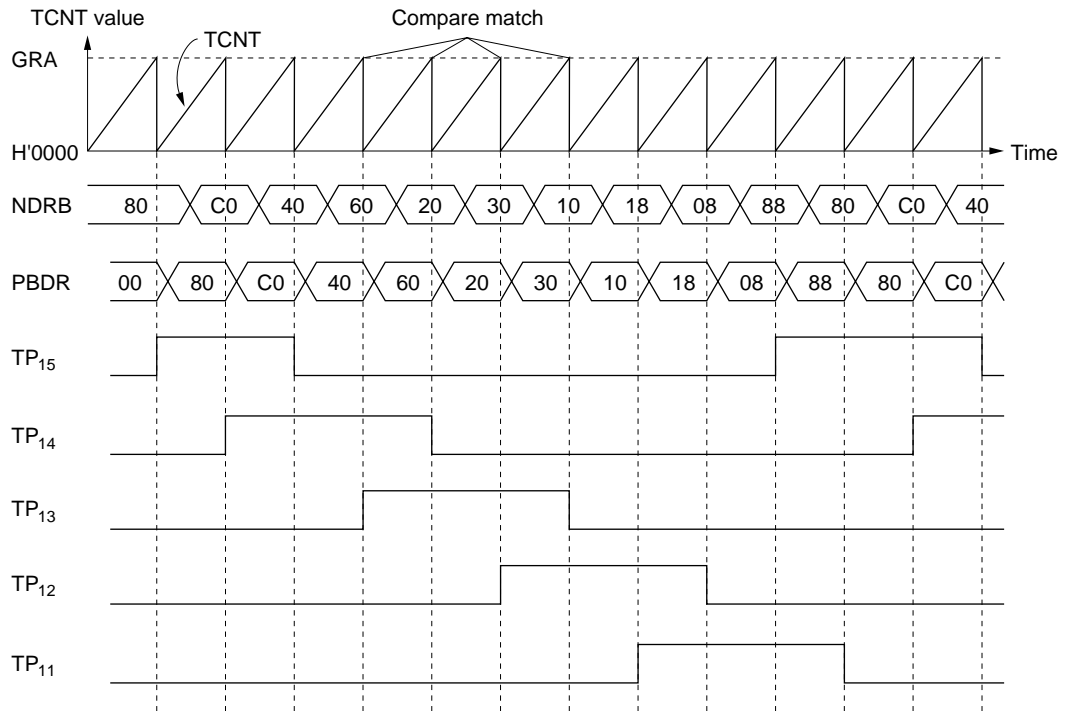 TCNT value
Compare match
TCNT
GRA
H'0000
Time
NDRB 80 C0 40 60 20 30 10 18 08 88 80 C0 40
PBDR 00 80 C0 40 60 20 30 10 18 08 88 80 C0
TP15
TP14
TP13
TP12
TP11